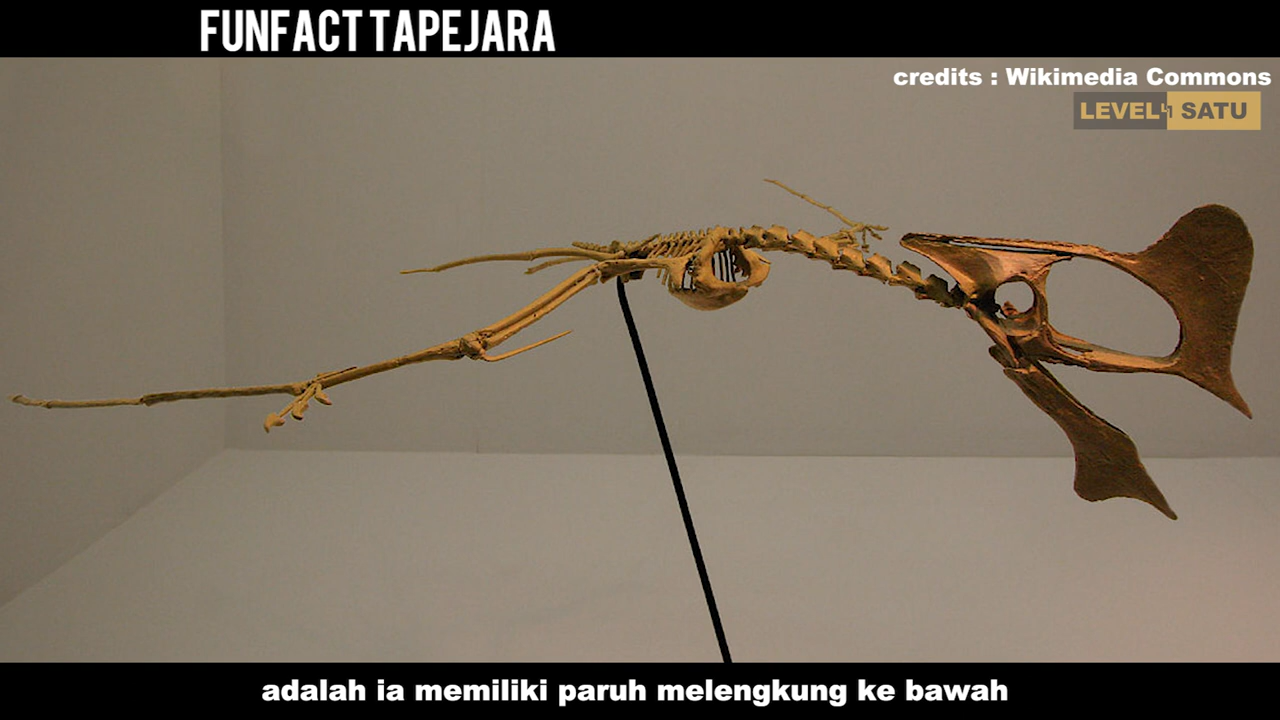 FUNFACT TAPEJARA
credits : Wikimedia Commons
LEVEL SATU
adalah ia memiliki paruh melengkung ke bawah